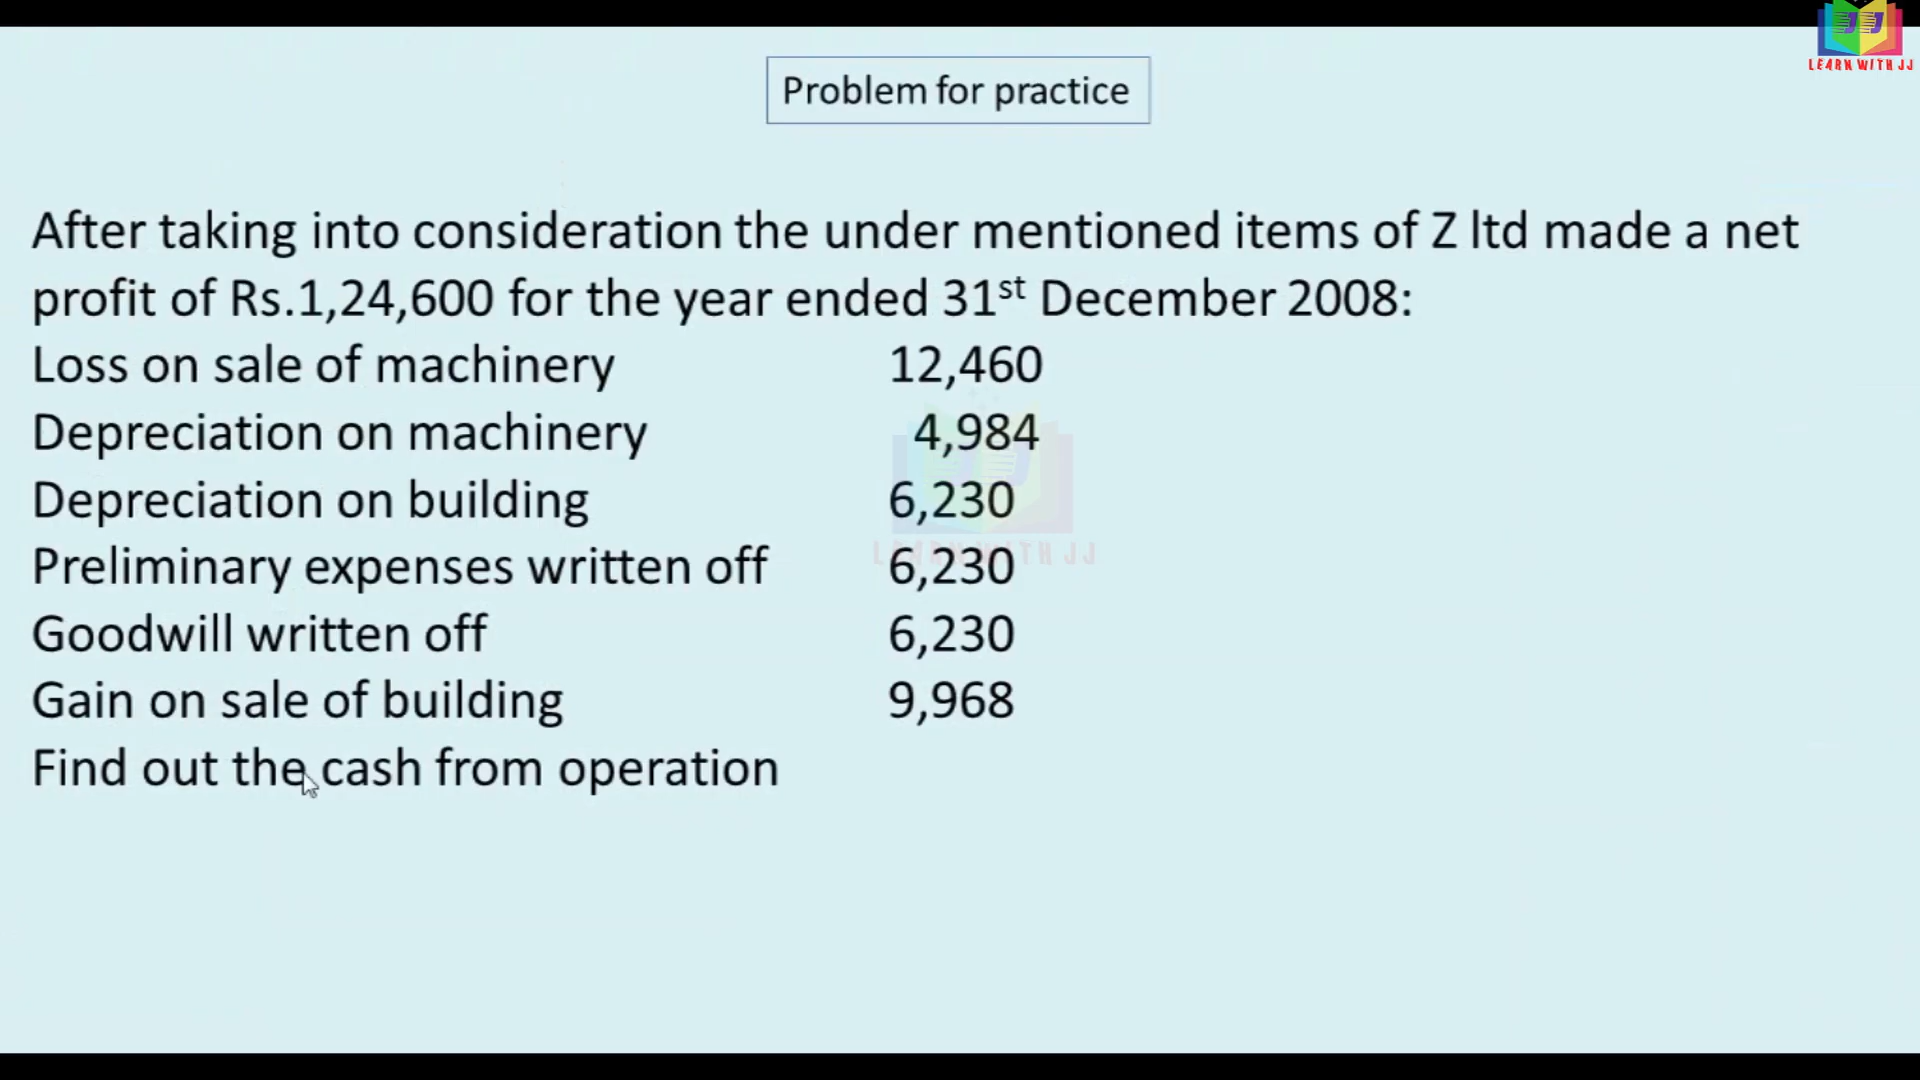 LEARN WITH JJ
Problem for practice
After taking into consideration the under mentioned items of Z ltd made a net
profit of Rs.1,24,600 for the year ended 31st December 2008:
Loss on sale of machinery 12,460
Depreciation on machinery 4,984
Depreciation on building 6,230
Preliminary expenses written off 6,230
LEARN WITH JJ
Goodwill written off 6,230
Gain on sale of building 9,968
Find out the cash from operation